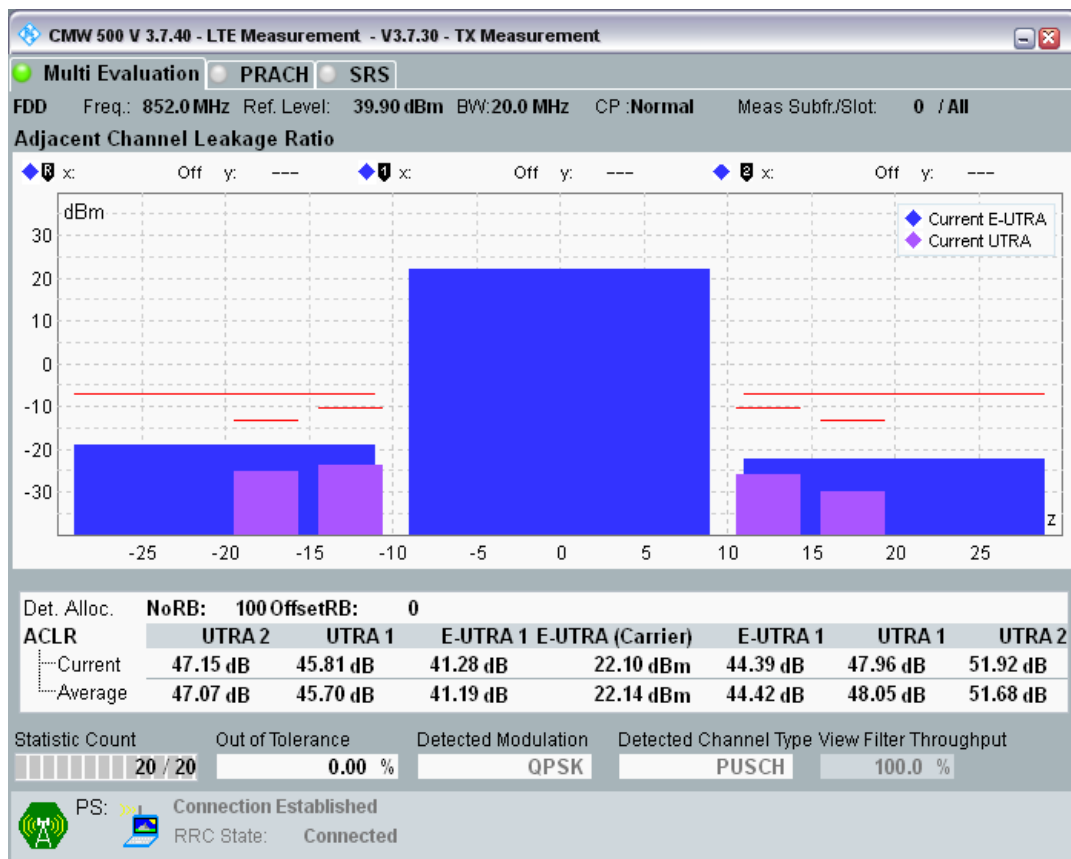 CMW 500 V 3.7.40 - LTE Measurement - V3.7.30 - TX Measurement
Multi Evaluation PRACH SRS
FDD Freq.: 852.0 MHz Ref. Level: 39.90 dBm BW:20.0 MHz CP :Normal Meas Subfr./Slot: 0 / All
Adjacent Channel Leakage Ratio
R x: Off y: --- 1 x: Off y: --- 2 x: Off y: ---
dBm
Current E-UTRA
Current UTRA
30
20
10
0
-10
-20
-30
z
-25 -20 -15 -10 -5 0 5 10 15 20 25
Det. Alloc. NoRB: 100 OffsetRB: 0
ACLR UTRA 2 UTRA 1 E-UTRA 1 E-UTRA (Carrier) E-UTRA 1 UTRA 1 UTRA 2
Current 47.15 dB 45.81 dB 41.28 dB 22.10 dBm 44.39 dB 47.96 dB 51.92 dB
Average 47.07 dB 45.70 dB 41.19 dB 22.14 dBm 44.42 dB 48.05 dB 51.68 dB
Statistic Count Out of Tolerance Detected Modulation Detected Channel Type View Filter Throughput
20 / 20 0.00 % QPSK PUSCH 100.0 %
PS: Connection Established
RRC State: Connected